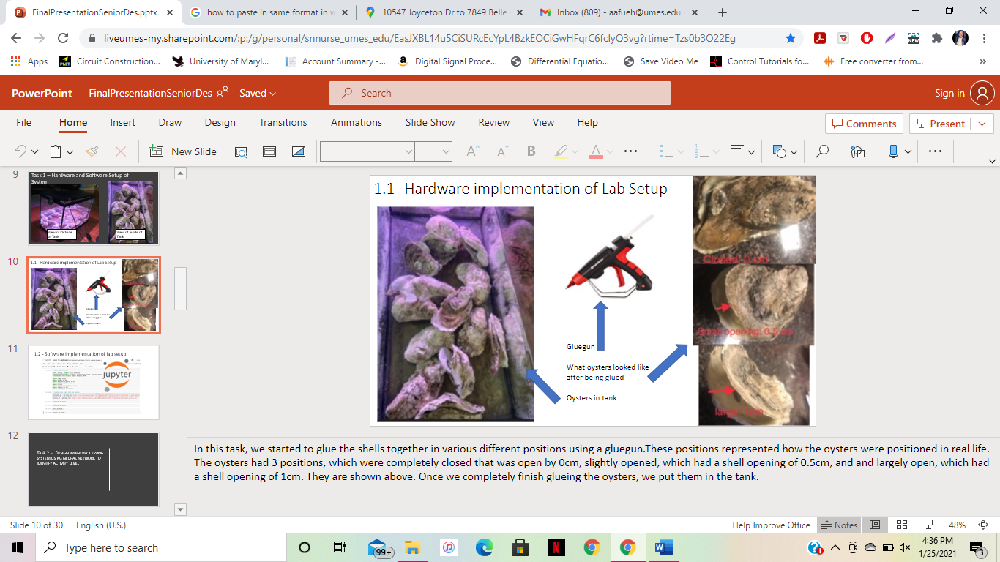 FinalPresentationSeniorDes.pptx
how to paste in same format in w
10547 Joyceton Dr to 7849 Belle
Inbox (809) - aafueh@umes.edu
liveumes-my.sharepoint.com/:p:/g/personal/snnurse_umes_edu/EasJXBL14u5CiSURcEcYpL4BzkEOCiGwHFqrC6fclyQ3vg?rtime=Tzs0b3O22Eg
NEW
Apps
Circuit Construction...
University of Maryl...
Account Summary -...
Digital Signal Proce...
Differential Equatio...
Save Video Me
Control Tutorials fo...
Free converter from...
PowerPoint
FinalPresentationSeniorDes
- Saved
Search
Sign in
File
Home
Insert
Draw
Design
Transitions
Animations
Slide Show
Review
View
Help
Comments
Present
New Slide
9
Task 1 – Hardware and Software Setup of
System
View of Outside
of Tank
View of Inside of
Tank
10
1.1 - Hardware implementation of Lab Setup
11
1.2 - Software implementation of lab setup
jupyter
12
Task 2 – DESIGN IMAGE PROCESSING
SYSTEM USING NEURAL NETWORK TO
IDENTIFY ACTIVITY LEVEL
1.1- Hardware implementation of Lab Setup
Closed: 0 cm
Small opening: 0.5 cm
Gluegun
What oysters looked like
after being glued
Oysters in tank
In this task, we started to glue the shells together in various different positions using a gluegun.These positions represented how the oysters were positioned in real life.
The oysters had 3 positions, which were completely closed that was open by 0cm, slightly opened, which had a shell opening of 0.5cm, and and largely open, which had
a shell opening of 1cm. They are shown above. Once we completely finish glueing the oysters, we put them in the tank.
Slide 10 of 30
English (U.S.)
Help Improve Office
Notes
48%
Type here to search
99+
4:36 PM
1/25/2021
3